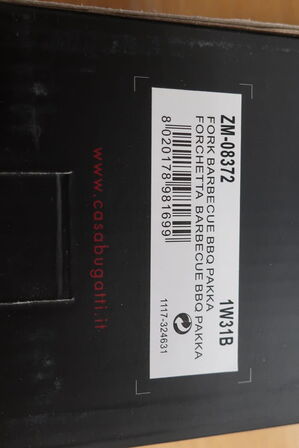 ZM-08372 1W31B
FORK BARBECUE BBQ PAKKA
FORCHETTA BARBECUE BBQ PAKKA
8 020178 981699
1117-324631
www.casabugatti.it